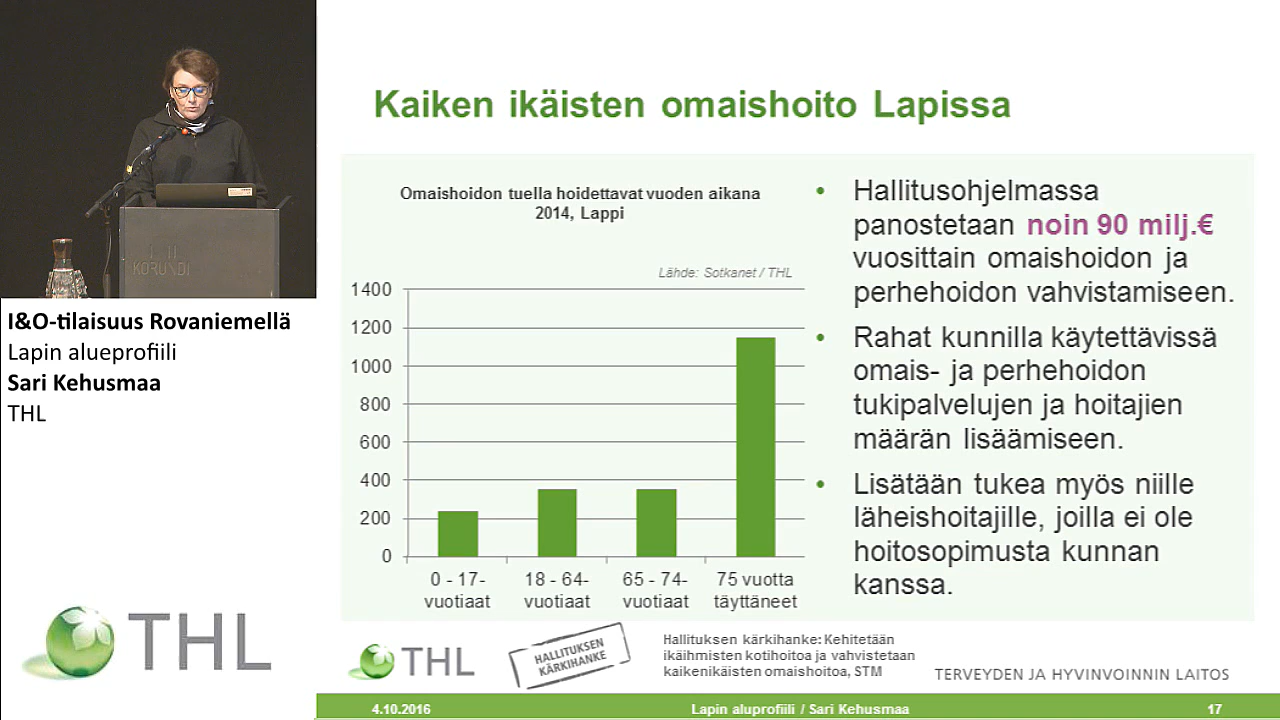 KORUNDI
I&O-tilaisuus Rovaniemellä
Lapin alueprofiili
Sari Kehusmaa
THL
THL
Kaiken ikäisten omaishoito Lapissa
Omaishoidon tuella hoidettavat vuoden aikana
2014, Lappi
Lähde: Sotkanet / THL
1400
1200
1000
800
600
400
200
0
0 - 17-
vuotiaat
18 - 64-
vuotiaat
65 - 74-
vuotiaat
75 vuotta
täyttäneet
• Hallitusohjelmassa
panostetaan noin 90 milj.€
vuosittain omaishoidon ja
perhehoidon vahvistamiseen.
• Rahat kunnilla käytettävissä
omais- ja perhehoidon
tukipalvelujen ja hoitajien
määrän lisäämiseen.
• Lisätään tukea myös niille
läheishoitajille, joilla ei ole
hoitosopimusta kunnan
kanssa.
THL
HALLITUKSEN
KÄRKIHANKE
Hallituksen kärkihanke: Kehitetään
ikäihmisten kotihoitoa ja vahvistetaan
kaikenikäisten omaishoitoa, STM
TERVEYDEN JA HYVINVOINNIN LAITOS
4.10.2016
Lapin aluprofiili / Sari Kehusmaa
17